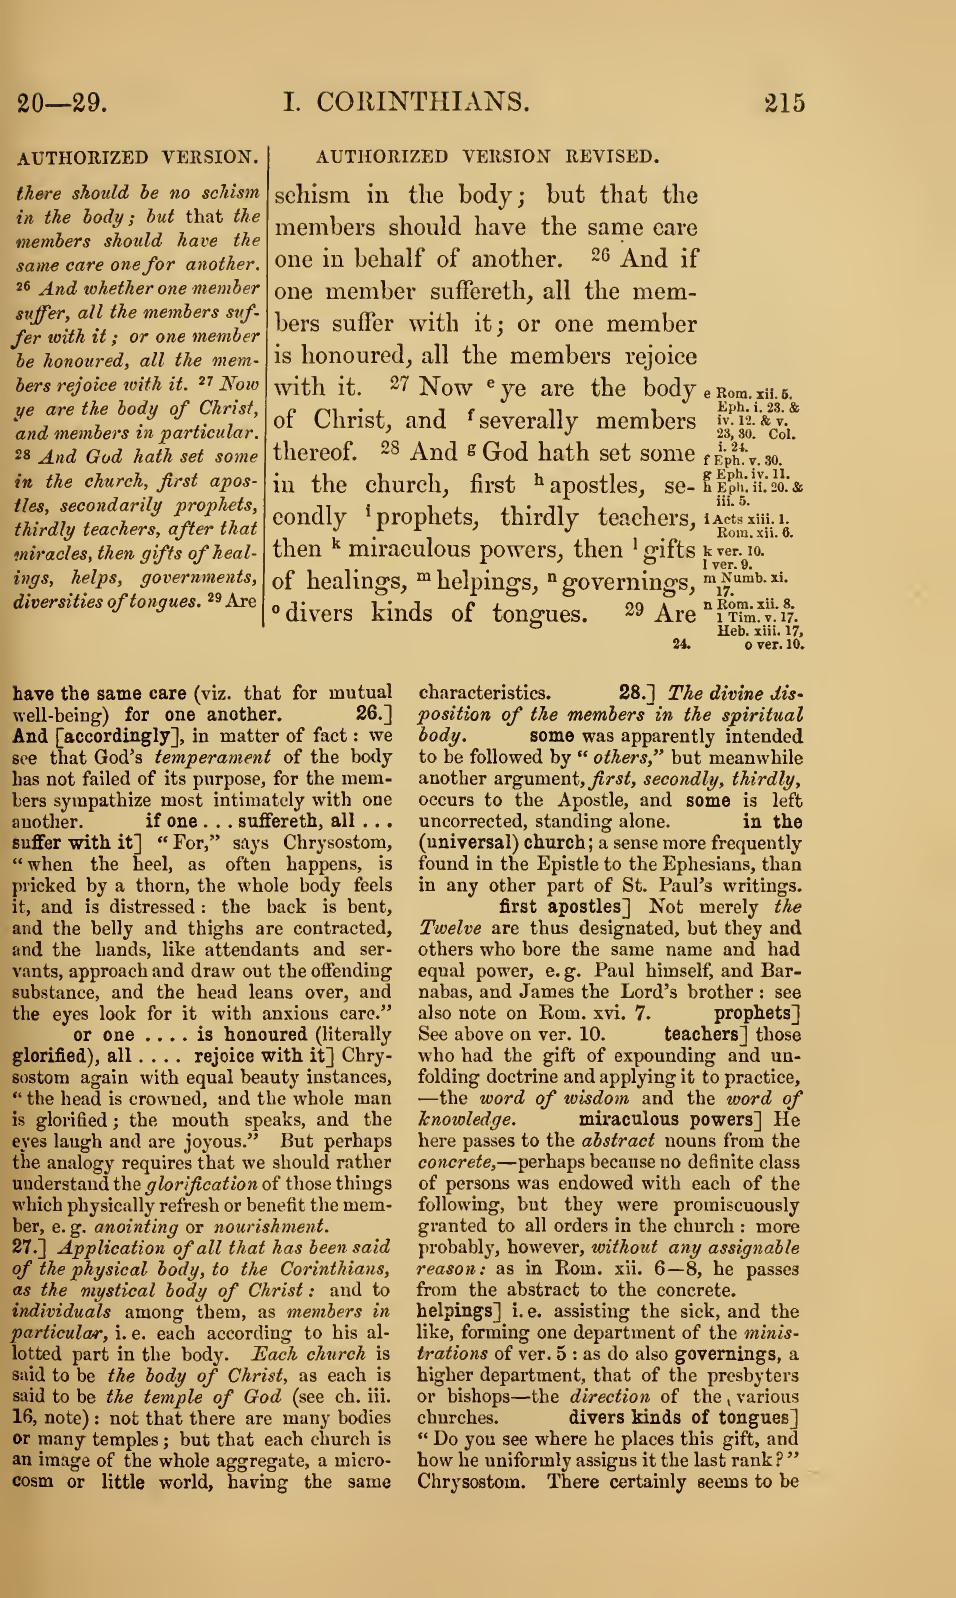 20—29. I. CORINTHIANS. 215
AUTHORIZED VERSION.
there should be no schism
in the body; but that the
members should have the
same care one for another.
26 And whether one member
suffer, all the members suf-
fer with it; or one member
be honoured, all the mem-
bers rejoice with it. 27 Now
ye are the body of Christ,
and members in particular.
28 And God hath set some
in the church, first apos-
tles, secondarily prophets,
thirdly teachers, after that
miracles, then gifts of heal-
ings, helps, governments,
diversities of tongues. 29 Are
AUTHORIZED VERSION REVISED.
schism in the body; but that the
members should have the same care
one in behalf of another. 26 And if
one member suffereth, all the mem-
bers suffer with it; or one member
is honoured, all the members rejoice
with it. 27 Now e ye are the body
of Christ, and f severally members
thereof. 28 And g God hath set some
in the church, first h apostles, se-
condly i prophets, thirdly teachers,
then k miraculous powers, then l gifts
of healings, m helpings, n governings,
o divers kinds of tongues. 29 Are
e Rom. xii. 5.
Eph. i. 23. &
iv. 12. & v.
23, 30. Col.
i. 24.
f Eph. v. 30.
g Eph. iv. 11.
h Eph. ii. 20. &
iii. 5.
i Acts xiii. 1.
Rom. xii. 6.
k ver. 10.
l ver. 9.
m Numb. xi.
17.
n Rom. xii. 8.
1 Tim. v. 17.
Heb. xiii. 17,
24. o ver. 10.
have the same care (viz. that for mutual
well-being) for one another. 26.]
And [accordingly], in matter of fact: we
see that God's temperament of the body
has not failed of its purpose, for the mem-
bers sympathize most intimately with one
another. if one . . . suffereth, all . . .
suffer with it] "For," says Chrysostom,
"when the heel, as often happens, is
pricked by a thorn, the whole body feels
it, and is distressed: the back is bent,
and the belly and thighs are contracted,
and the hands, like attendants and ser-
vants, approach and draw out the offending
substance, and the head leans over, and
the eyes look for it with anxious care."
or one . . . . is honoured (literally
glorified), all . . . . rejoice with it] Chry-
sostom again with equal beauty instances,
"the head is crowned, and the whole man
is glorified; the mouth speaks, and the
eyes laugh and are joyous." But perhaps
the analogy requires that we should rather
understand the glorification of those things
which physically refresh or benefit the mem-
ber, e. g. anointing or nourishment.
27.] Application of all that has been said
of the physical body, to the Corinthians,
as the mystical body of Christ: and to
individuals among them, as members in
particular, i. e. each according to his al-
lotted part in the body. Each church is
said to be the body of Christ, as each is
said to be the temple of God (see ch. iii.
16, note): not that there are many bodies
or many temples; but that each church is
an image of the whole aggregate, a micro-
cosm or little world, having the same
characteristics. 28.] The divine dis-
position of the members in the spiritual
body. some was apparently intended
to be followed by "others," but meanwhile
another argument, first, secondly, thirdly,
occurs to the Apostle, and some is left
uncorrected, standing alone. in the
(universal) church; a sense more frequently
found in the Epistle to the Ephesians, than
in any other part of St. Paul's writings.
first apostles] Not merely the
Twelve are thus designated, but they and
others who bore the same name and had
equal power, e. g. Paul himself, and Bar-
nabas, and James the Lord's brother: see
also note on Rom. xvi. 7. prophets]
See above on ver. 10. teachers] those
who had the gift of expounding and un-
folding doctrine and applying it to practice,
—the word of wisdom and the word of
knowledge. miraculous powers] He
here passes to the abstract nouns from the
concrete,—perhaps because no definite class
of persons was endowed with each of the
following, but they were promiscuously
granted to all orders in the church: more
probably, however, without any assignable
reason: as in Rom. xii. 6—8, he passes
from the abstract to the concrete.
helpings] i. e. assisting the sick, and the
like, forming one department of the minis-
trations of ver. 5: as do also governings, a
higher department, that of the presbyters
or bishops—the direction of the various
churches. divers kinds of tongues]
"Do you see where he places this gift, and
how he uniformly assigns it the last rank?"
Chrysostom. There certainly seems to be